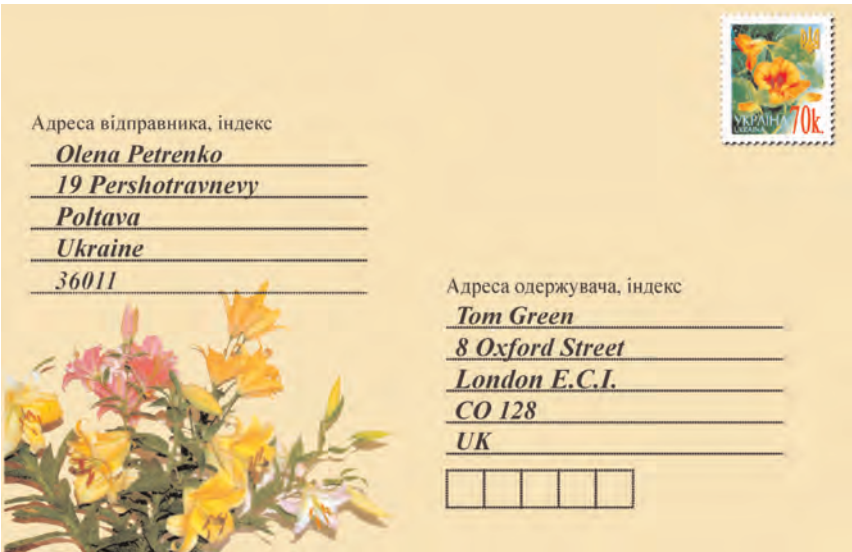 УКРАЇНА 70k.
UKRAINA
Адреса відправника, індекс
Olena Petrenko
19 Pershotravnevy
Poltava
Ukraine
36011
Адреса одержувача, індекс
Tom Green
8 Oxford Street
London E.C.I.
CO 128
UK